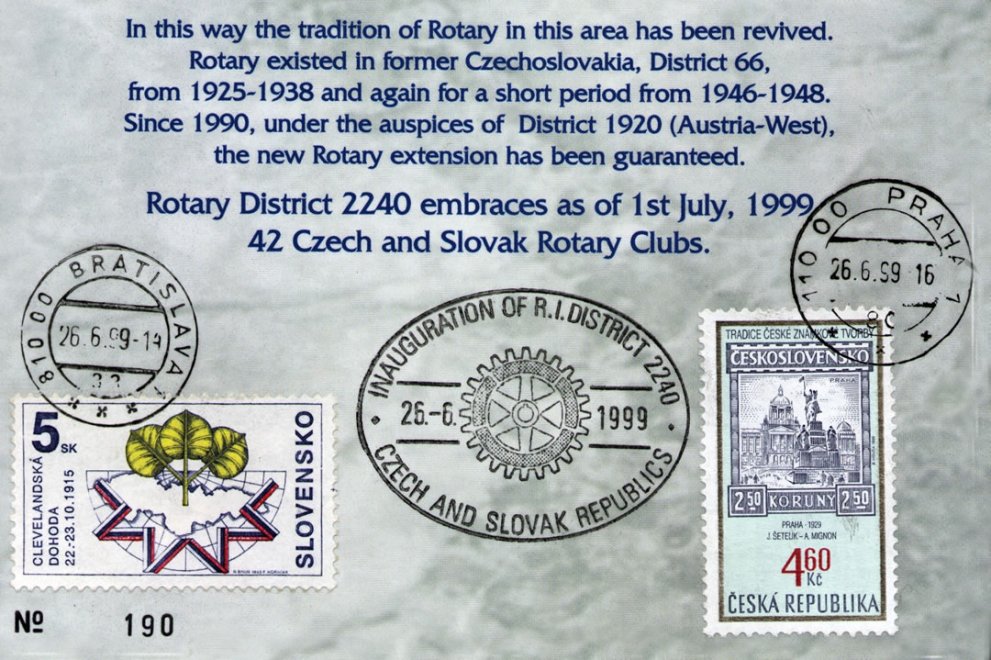 In this way the tradition of Rotary in this area has been revived.
Rotary existed in former Czechoslovakia, District 66,
from 1925-1938 and again for a short period from 1946-1948.
Since 1990, under the auspices of District 1920 (Austria-West),
the new Rotary extension has been guaranteed.
Rotary District 2240 embraces as of 1st July, 1999
42 Czech and Slovak Rotary Clubs.
110 00 PRAHA 1
26.6.99 16
81000 BRATISLAVA
26.6.99-14
33
INAUGURATION OF R.I. DISTRICT 2240
26.-6. 1999
CZECH AND SLOVAK REPUBLICS
TRADICE ČESKÉ ZNÁMKOVÉ TVORBY
ČESKOSLOVENSKO
PRAHA
2 50 KORUNY 2 50
PRAHA - 1929
J. ŠETELÍK - A. MIGNON
4 60
Kč
ČESKÁ REPUBLIKA
5 SK
CLEVELANDSKÁ
DOHODA
22.-23.10.1915
SLOVENSKO
Nº 190